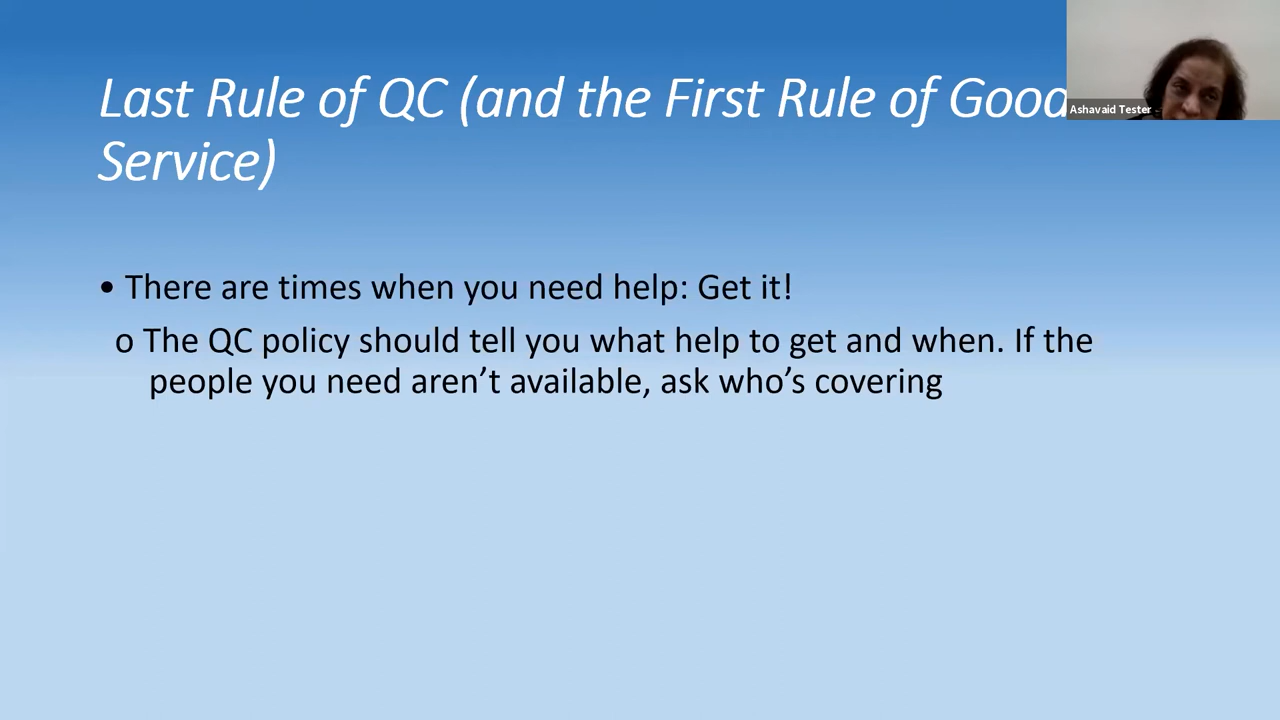 Last Rule of QC (and the First Rule of Good
Service)
Ashavaid Tester
• There are times when you need help: Get it!
o The QC policy should tell you what help to get and when. If the
people you need aren’t available, ask who’s covering